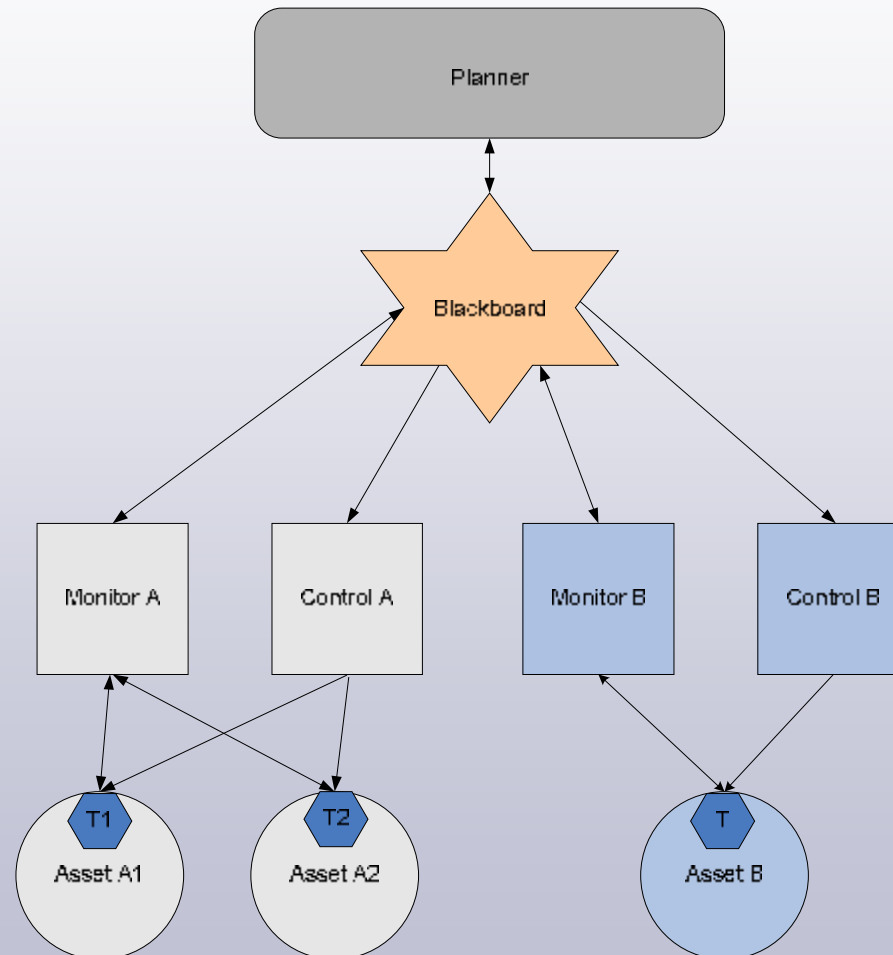 Planner
Blackboard
Monitor A
Control A
Monitor B
Control B
T1
T2
T
Asset A1
Asset A2
Asset B